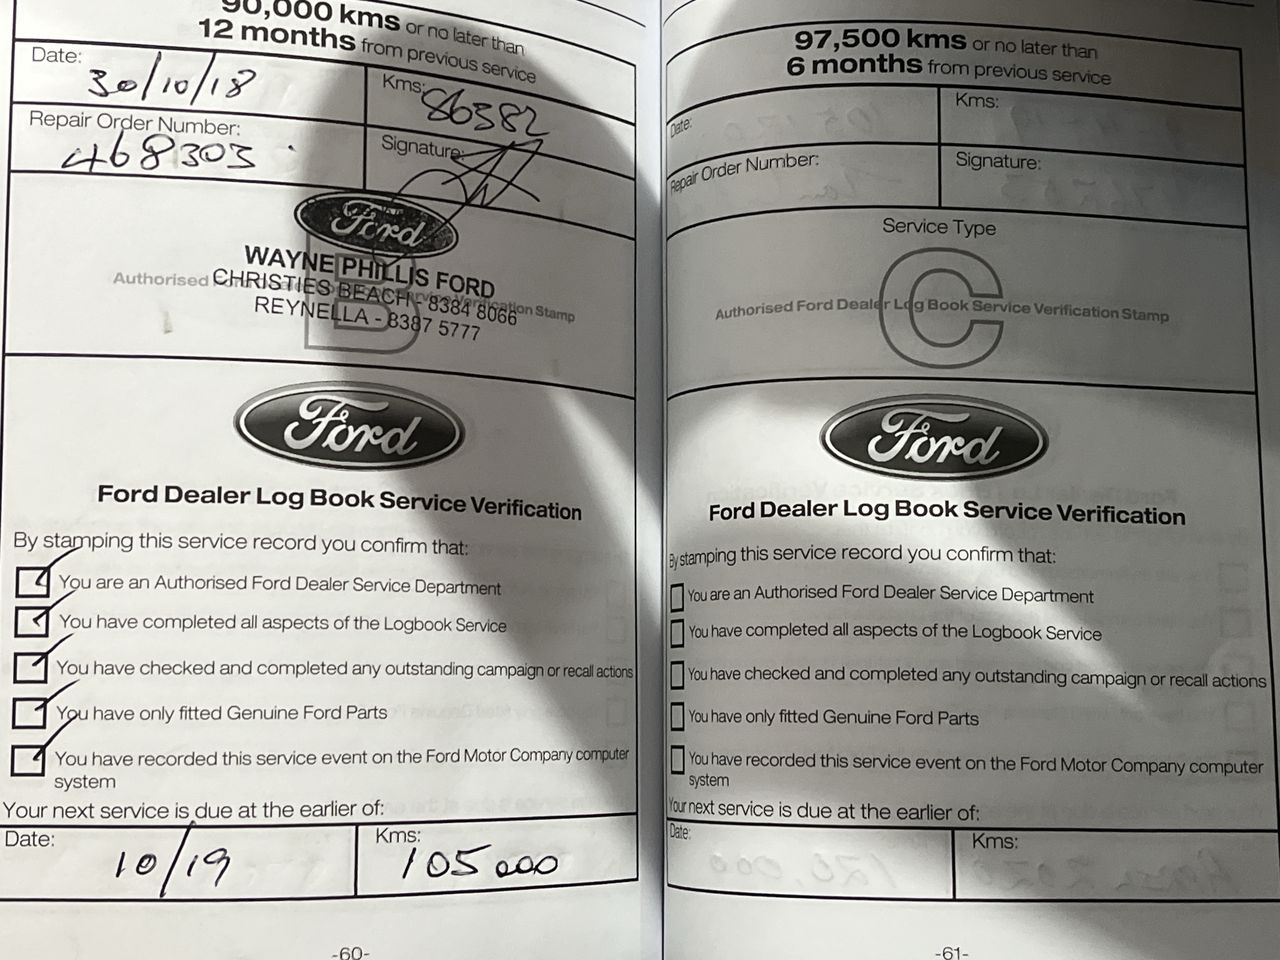 90,000 kms or no later than
12 months from previous service
Date:
30/10/18
Kms:
86382
Repair Order Number:
468303
Signature:
Ford
WAYNE PHILLIS FORD
CHRISTIES BEACH - 8384 8066
REYNELLA - 8387 5777
Authorised Ford Dealer Log Book Service Verification Stamp
B
Ford
Ford Dealer Log Book Service Verification
By stamping this service record you confirm that:
You are an Authorised Ford Dealer Service Department
You have completed all aspects of the Logbook Service
You have checked and completed any outstanding campaign or recall actions
You have only fitted Genuine Ford Parts
You have recorded this service event on the Ford Motor Company computer
system
Your next service is due at the earlier of:
Date:
10/19
Kms:
105000
-60-
97,500 kms or no later than
6 months from previous service
Date:
Kms:
Repair Order Number:
Signature:
Service Type
C
Authorised Ford Dealer Log Book Service Verification Stamp
Ford
Ford Dealer Log Book Service Verification
By stamping this service record you confirm that:
You are an Authorised Ford Dealer Service Department
You have completed all aspects of the Logbook Service
You have checked and completed any outstanding campaign or recall actions
You have only fitted Genuine Ford Parts
You have recorded this service event on the Ford Motor Company computer
system
Your next service is due at the earlier of:
Date:
Kms:
-61-